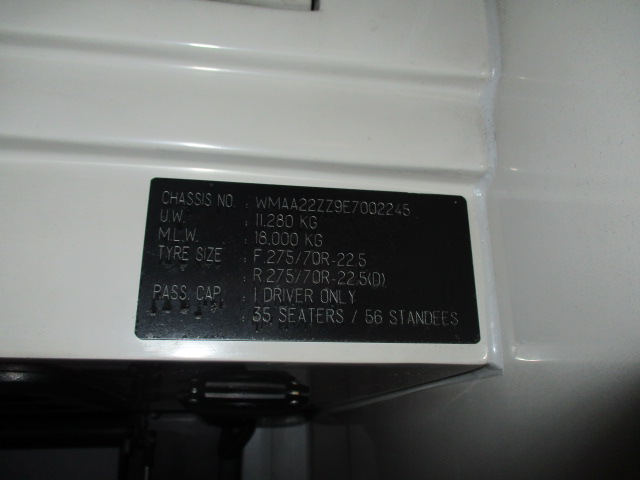 CHASSIS NO. : WMAA22ZZ9E7002245
U.W. : 11,280 KG
M.L.W. : 18,000 KG
TYRE SIZE : F.275/70R-22.5
: R.275/70R-22.5(D)
PASS. CAP. : 1 DRIVER ONLY
: 35 SEATERS / 56 STANDEES